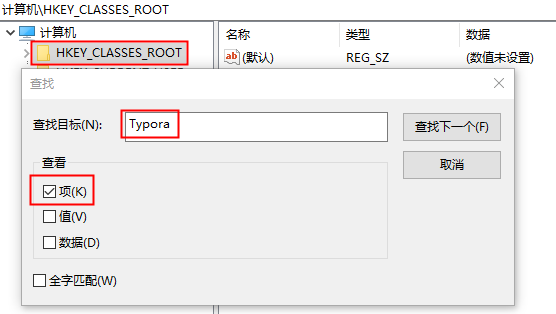 计算机\HKEY_CLASSES_ROOT
计算机
名称 类型 数据
HKEY_CLASSES_ROOT
(默认) REG_SZ (数值未设置)
查找
查找目标(N): Typora 查找下一个(F)
查看 取消
项(K)
值(V)
数据(D)
全字匹配(W)